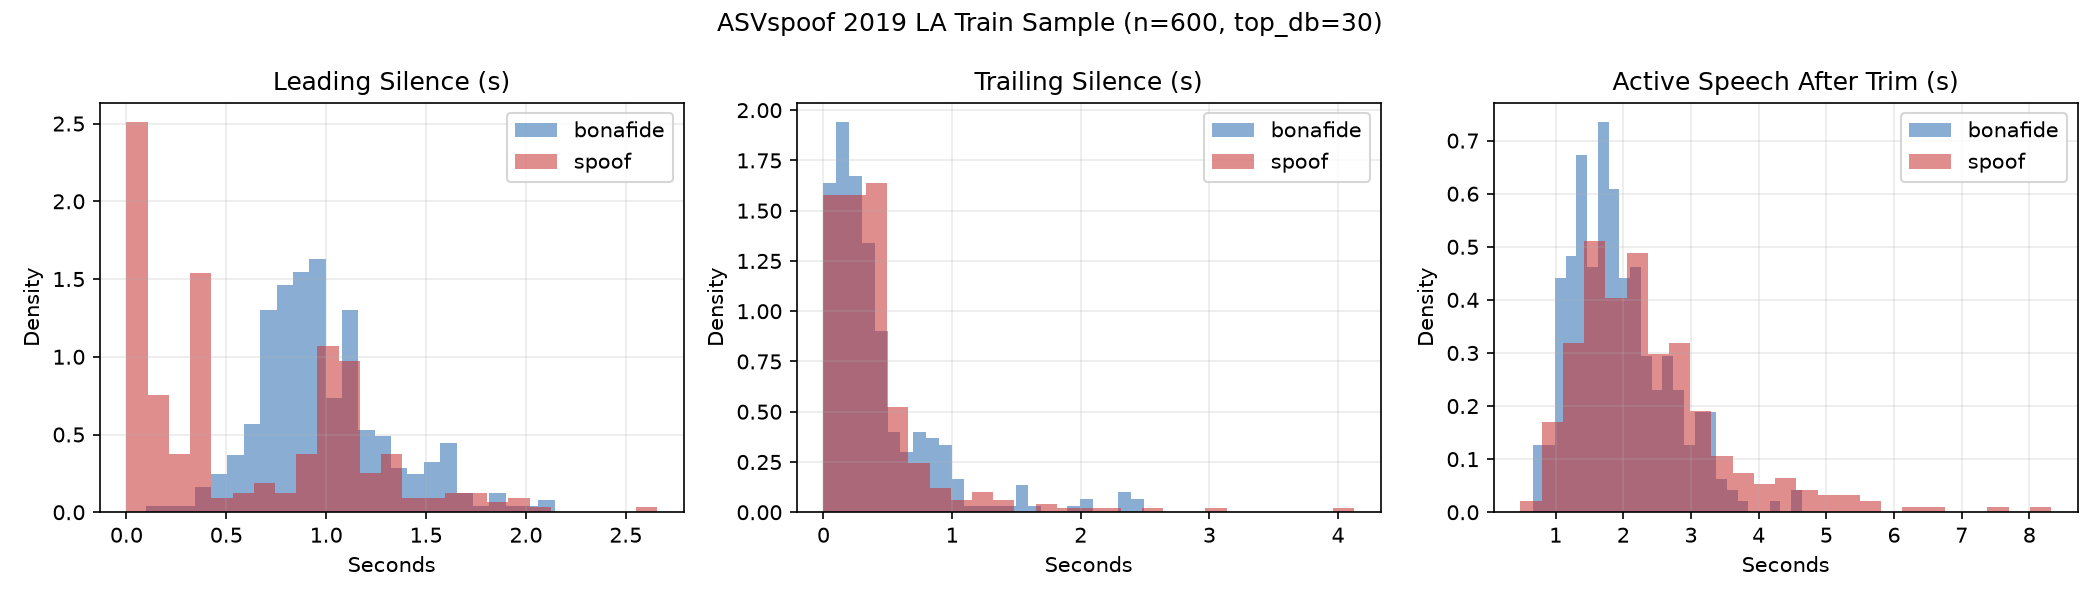 ASVspoof 2019 LA Train Sample (n=600, top_db=30)
Leading Silence (s)
Density
2.5
2.0
1.5
1.0
0.5
0.0
bonafide
spoof
0.0 0.5 1.0 1.5 2.0 2.5
Seconds
Trailing Silence (s)
Density
2.00
1.75
1.50
1.25
1.00
0.75
0.50
0.25
0.00
bonafide
spoof
0 1 2 3 4
Seconds
Active Speech After Trim (s)
Density
0.7
0.6
0.5
0.4
0.3
0.2
0.1
0.0
bonafide
spoof
1 2 3 4 5 6 7 8
Seconds